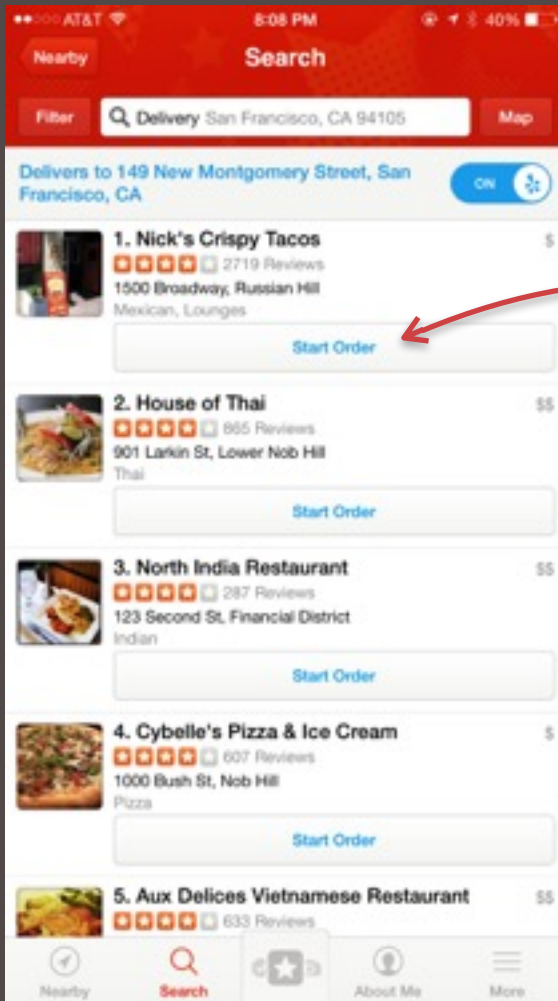 AT&T 8:08 PM 40%
Nearby Search
Filter Delivery San Francisco, CA 94105 Map
Delivers to 149 New Montgomery Street, San
Francisco, CA
ON
1. Nick's Crispy Tacos $
2719 Reviews
1500 Broadway, Russian Hill
Mexican, Lounges
Start Order
2. House of Thai $$
865 Reviews
901 Larkin St, Lower Nob Hill
Thai
Start Order
3. North India Restaurant $$
287 Reviews
123 Second St, Financial District
Indian
Start Order
4. Cybelle's Pizza & Ice Cream $
607 Reviews
1000 Bush St, Nob Hill
Pizza
Start Order
5. Aux Delices Vietnamese Restaurant $$
633 Reviews
Nearby Search About Me More